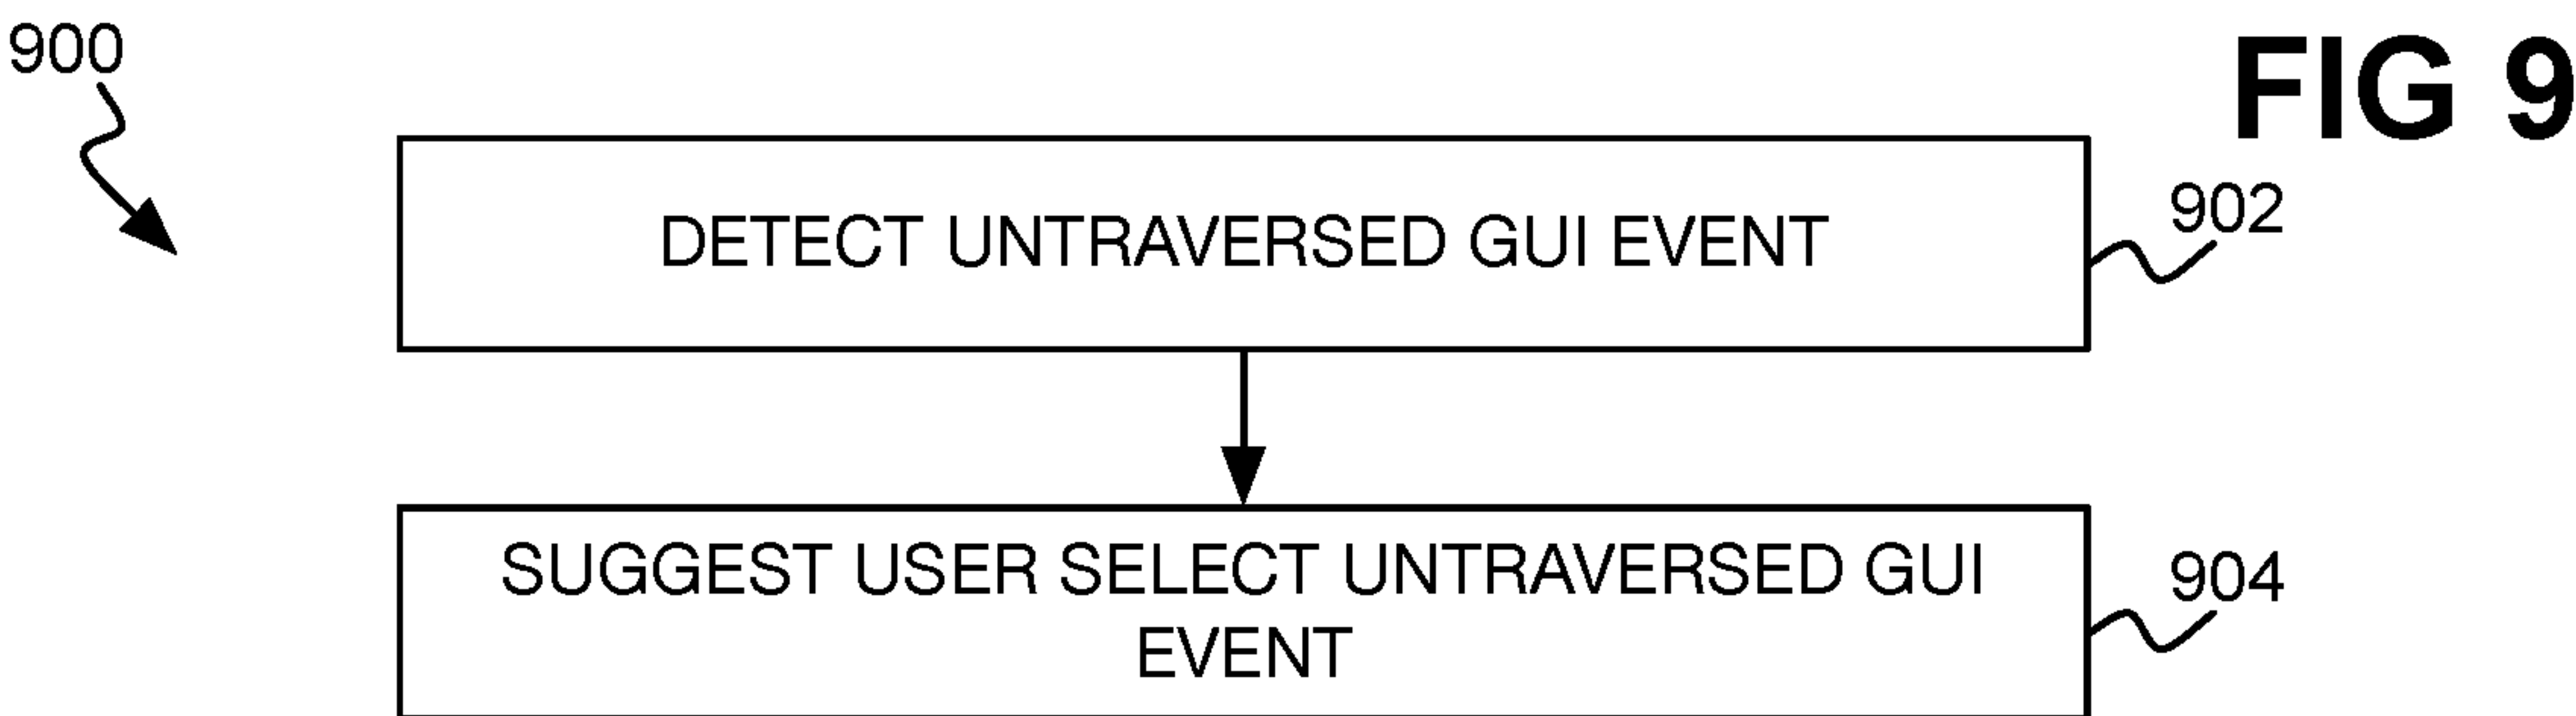 900
FIG 9
DETECT UNTRAVERSED GUI EVENT
902
SUGGEST USER SELECT UNTRAVERSED GUI
EVENT
904